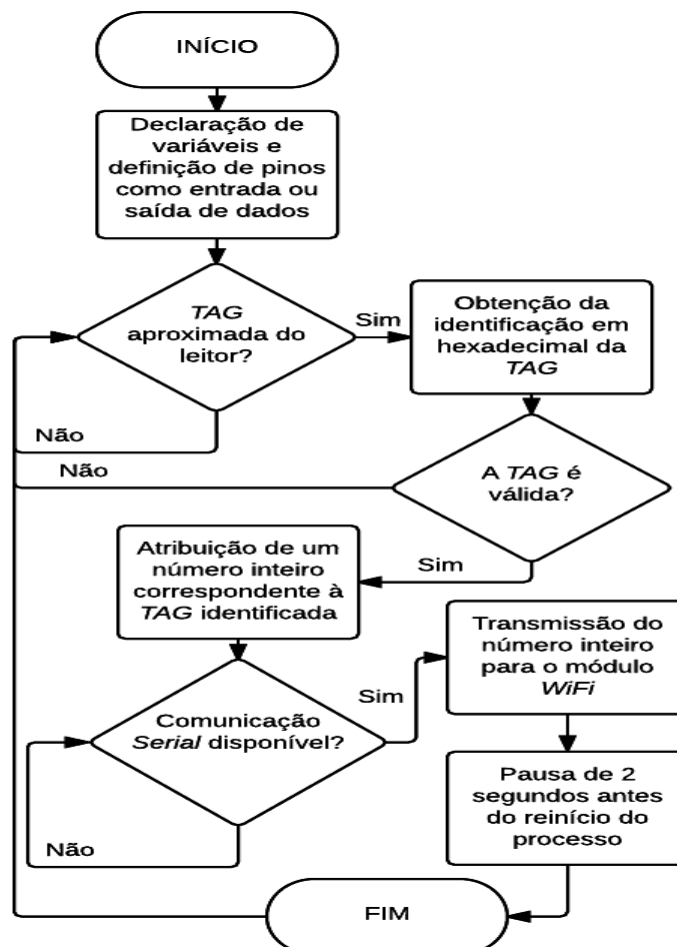 INÍCIO
Declaração de
variáveis e
definição de pinos
como entrada ou
saída de dados
TAG
aproximada do
leitor?
Sim
Obtenção da
identificação em
hexadecimal da
TAG
Não
Não
A TAG é
válida?
Sim
Atribuição de um
número inteiro
correspondente à
TAG identificada
Comunicação
Serial disponível?
Sim
Não
Transmissão do
número inteiro
para o módulo
WiFi
Pausa de 2
segundos antes
do reinício do
processo
FIM